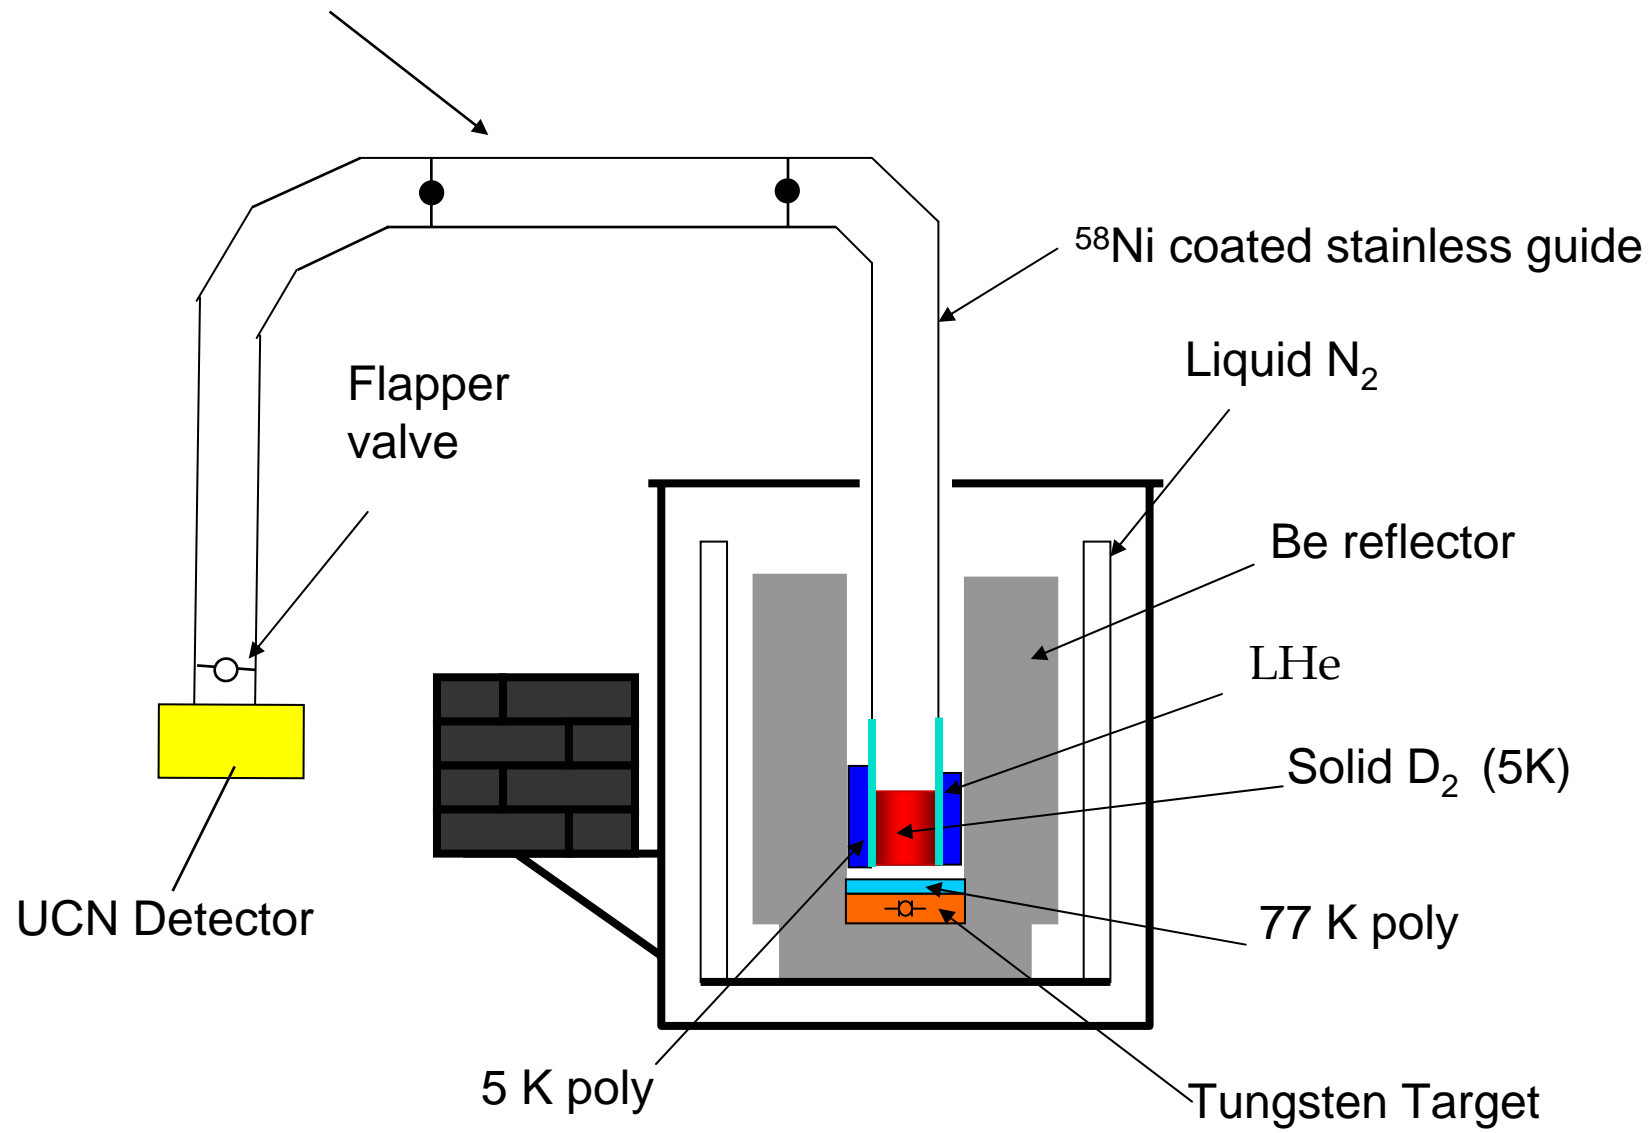 ⁵⁸Ni coated stainless guide
Liquid N₂
Flapper
valve
Be reflector
LHe
Solid D₂ (5K)
UCN Detector
77 K poly
5 K poly
Tungsten Target